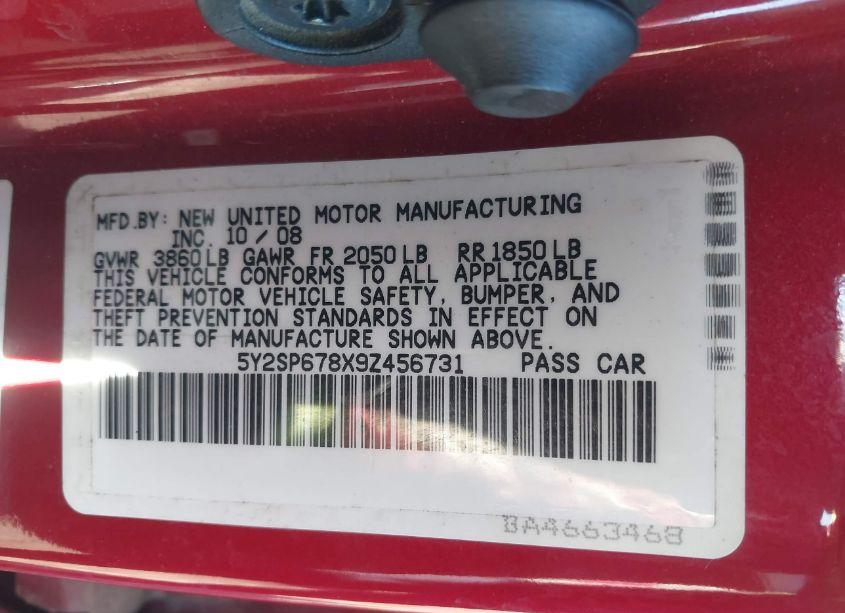 MFD.BY: NEW UNITED MOTOR MANUFACTURING
INC. 10 / 08
GVWR 3860 LB GAWR FR 2050 LB RR 1850 LB
THIS VEHICLE CONFORMS TO ALL APPLICABLE
FEDERAL MOTOR VEHICLE SAFETY, BUMPER, AND
THEFT PREVENTION STANDARDS IN EFFECT ON
THE DATE OF MANUFACTURE SHOWN ABOVE.
5Y2SP678X9Z456731 PASS CAR
BA4663468